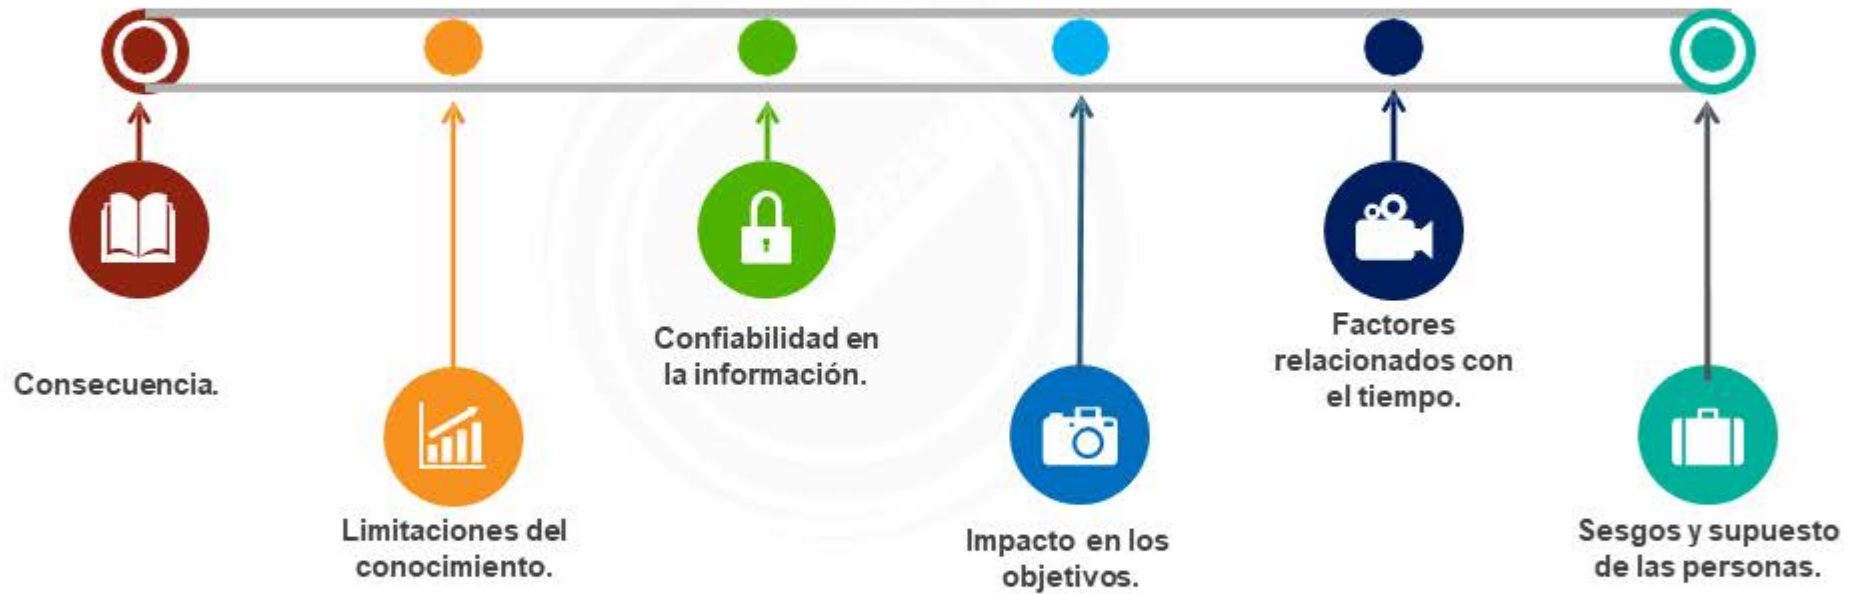 Consecuencia.
Limitaciones del
conocimiento.
Confiabilidad en
la información.
Impacto en los
objetivos.
Factores
relacionados con
el tiempo.
Sesgos y supuesto
de las personas.